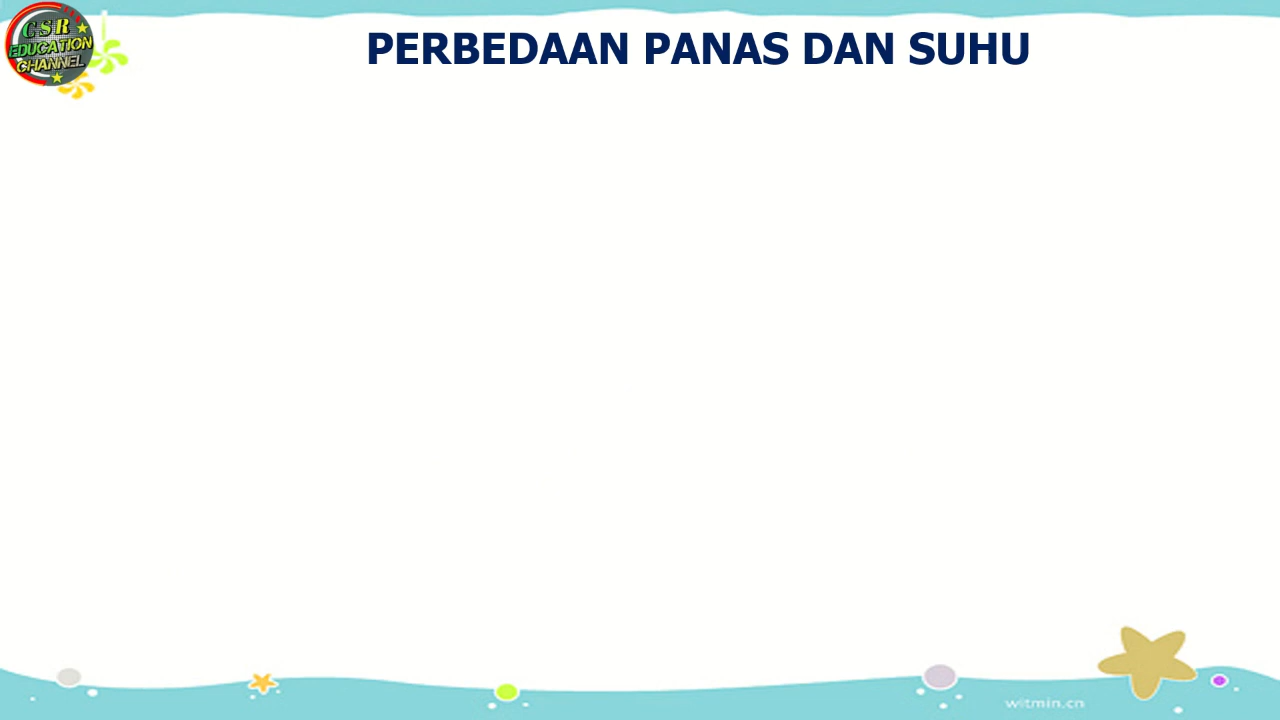 CSR
EDUCATION
CHANNEL
PERBEDAAN PANAS DAN SUHU
witmin.cn